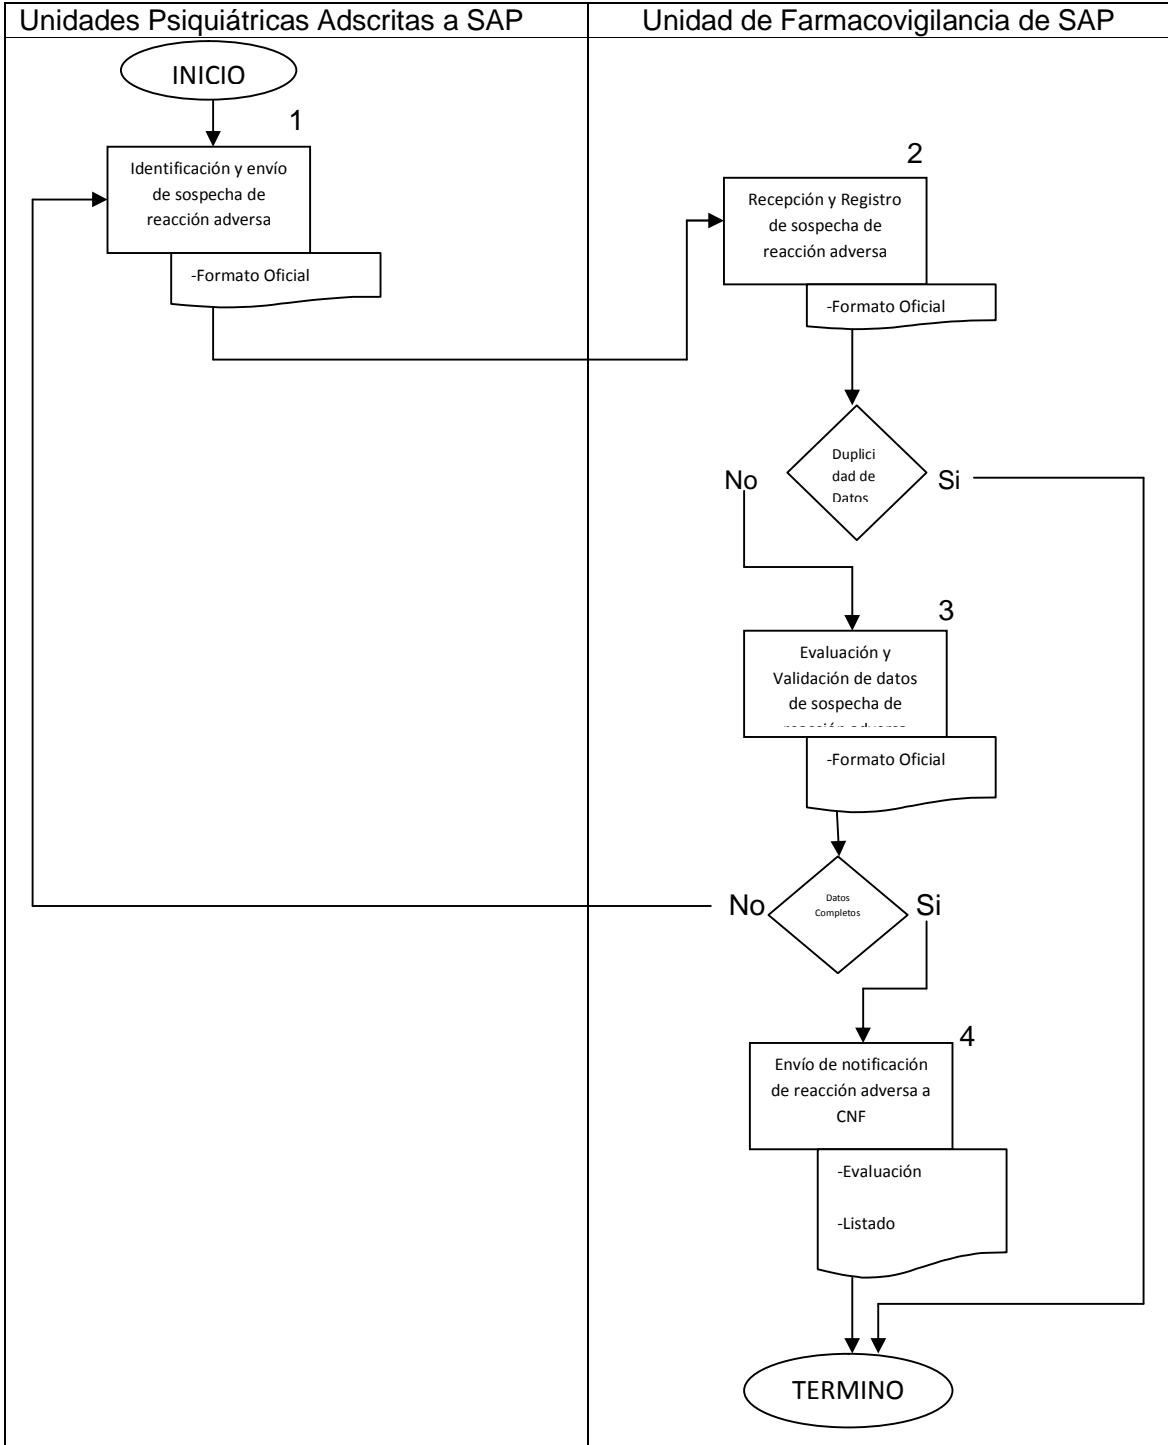 Unidades Psiquiátricas Adscritas a SAP
Unidad de Farmacovigilancia de SAP
INICIO
1
Identificación y envío
de sospecha de
reacción adversa
-Formato Oficial
2
Recepción y Registro
de sospecha de
reacción adversa
-Formato Oficial
Duplici
dad de
Datos
No
Si
3
Evaluación y
Validación de datos
de sospecha de
reacción adversa
-Formato Oficial
Datos
Completos
No
Si
4
Envío de notificación
de reacción adversa a
CNF
-Evaluación
-Listado
TERMINO